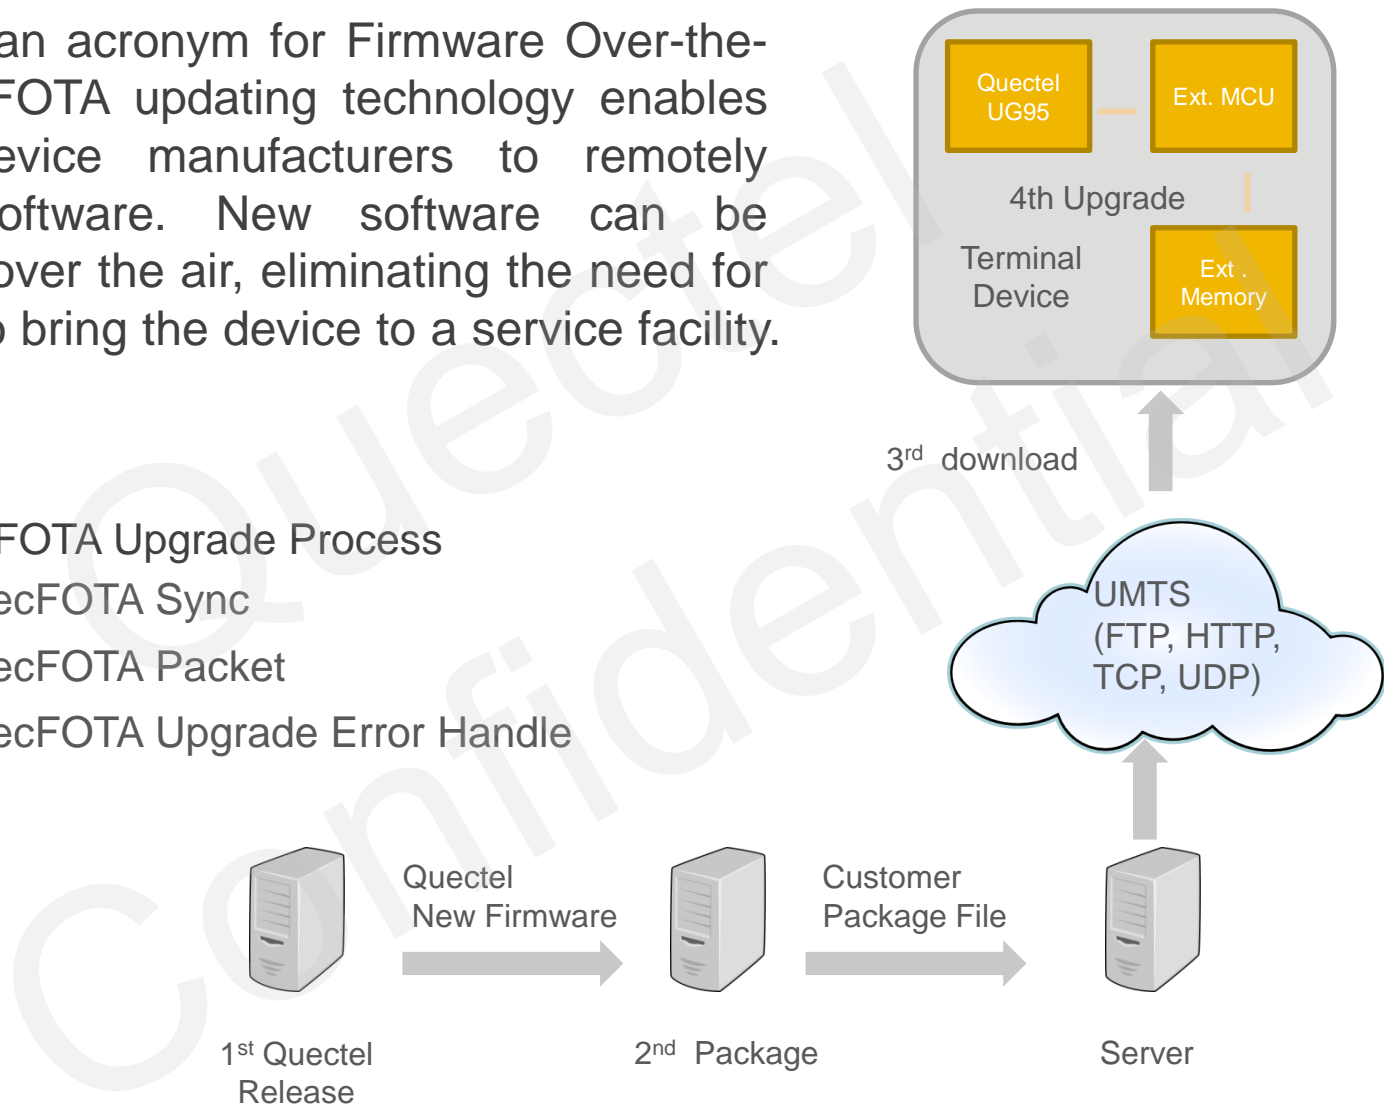 an acronym for Firmware Over-the-
FOTA updating technology enables
evice manufacturers to remotely
oftware. New software can be
over the air, eliminating the need for
o bring the device to a service facility.
FOTA Upgrade Process
ecFOTA Sync
ecFOTA Packet
ecFOTA Upgrade Error Handle
Quectel
UG95
Ext. MCU
4th Upgrade
Terminal
Device
Ext .
Memory
3rd download
UMTS
(FTP, HTTP,
TCP, UDP)
Quectel
New Firmware
Customer
Package File
1st Quectel
Release
2nd Package
Server
Quectel
Confidential